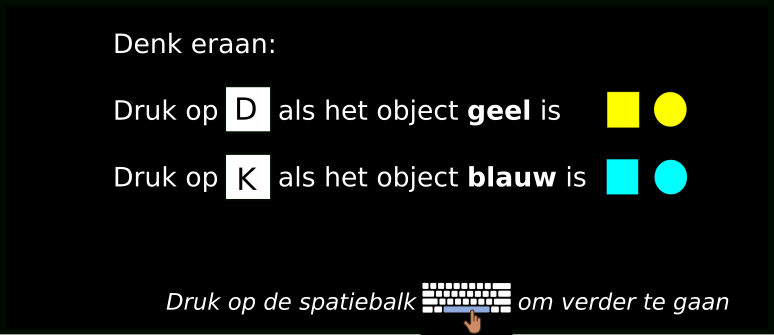 Denk eraan:
Druk op D als het object geel is
Druk op K als het object blauw is
Druk op de spatiebalk om verder te gaan